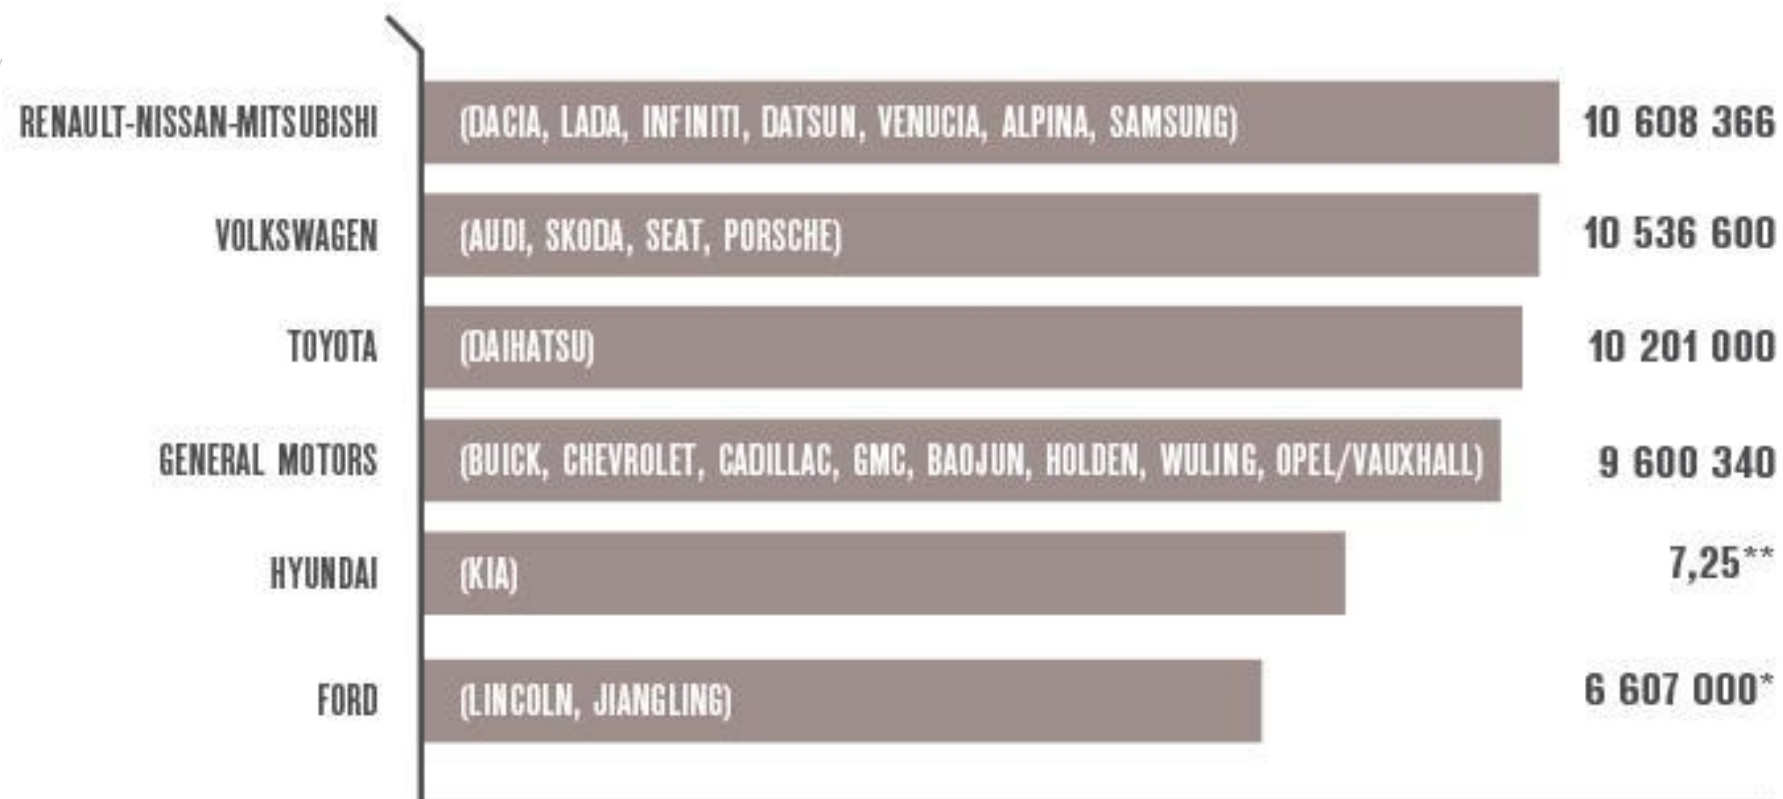 RENAULT-NISSAN-MITSUBISHI (DACIA, LADA, INFINITI, DATSUN, VENUCIA, ALPINA, SAMSUNG) 10 608 366
VOLKSWAGEN (AUDI, SKODA, SEAT, PORSCHE) 10 536 600
TOYOTA (DAIHATSU) 10 201 000
GENERAL MOTORS (BUICK, CHEVROLET, CADILLAC, GMC, BAOJUN, HOLDEN, WULING, OPEL/VAUXHALL) 9 600 340
HYUNDAI (KIA) 7,25**
FORD (LINCOLN, JIANGLING) 6 607 000*